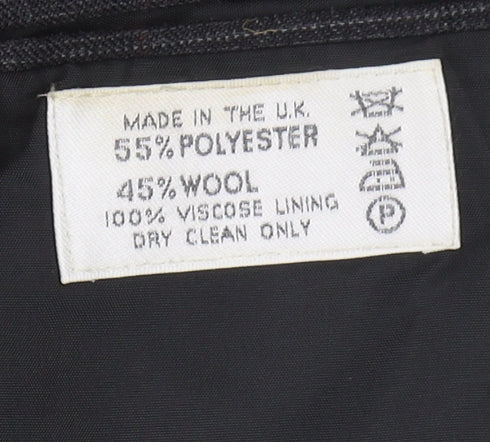 MADE IN THE U.K.
55% POLYESTER
45% WOOL
100% VISCOSE LINING
DRY CLEAN ONLY
P